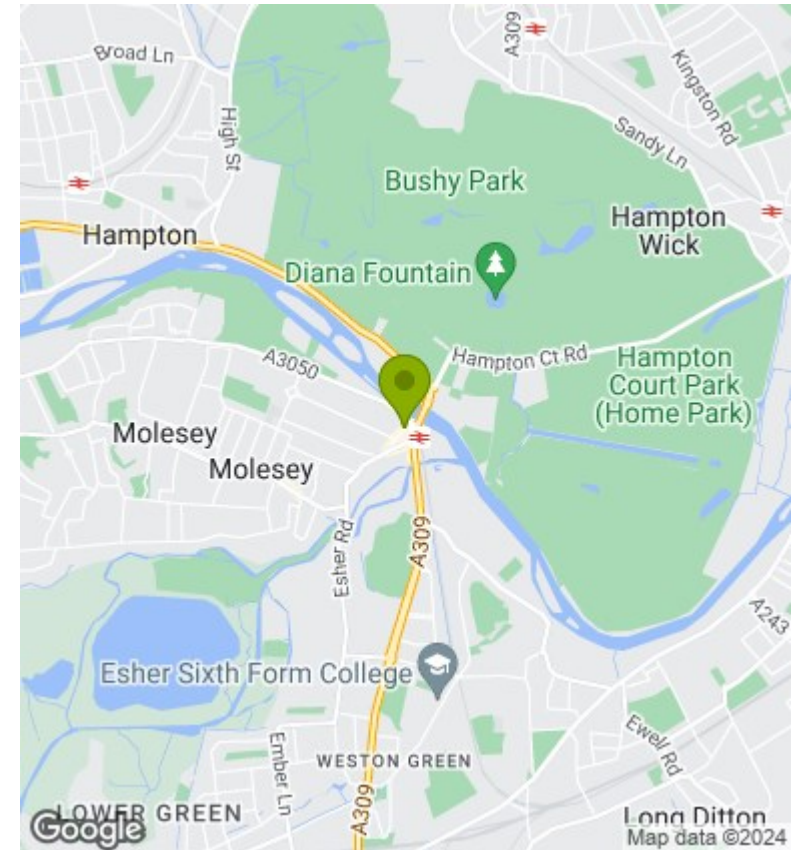 A309
Broad Ln
Kingston Rd
High St
Sandy Ln
Bushy Park
Hampton
Wick
Hampton
Diana Fountain
A3050
Hampton Ct Rd
Hampton
Court Park
(Home Park)
Molesey
Molesey
A309
Esher Rd
A243
Esher Sixth Form College
Ewell Rd
Ember Ln
WESTON GREEN
LOWER GREEN
A309
Long Ditton
Google
Map data ©2024